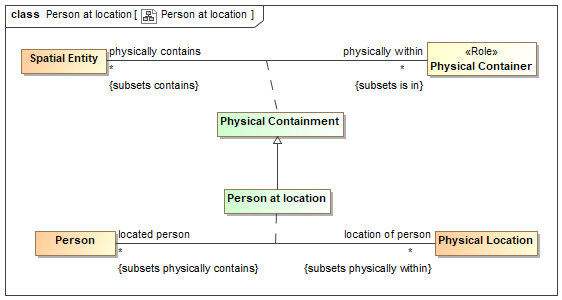 class Person at location [ Person at location ]
physically contains physically within
Spatial Entity «Role»
Physical Container
* *
{subsets contains} {subsets is in}
Physical Containment
Person at location
located person location of person
Person Physical Location
* *
{subsets physically contains} {subsets physically within}